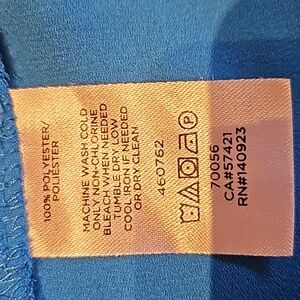 100% POLYESTER/
POLIESTER
MACHINE WASH COLD
ONLY NON-CHLORINE
BLEACH WHEN NEEDED
TUMBLE DRY LOW
COOL IRON IF NEEDED
OR DRY CLEAN
460762
70056
CA#57421
RN#140923